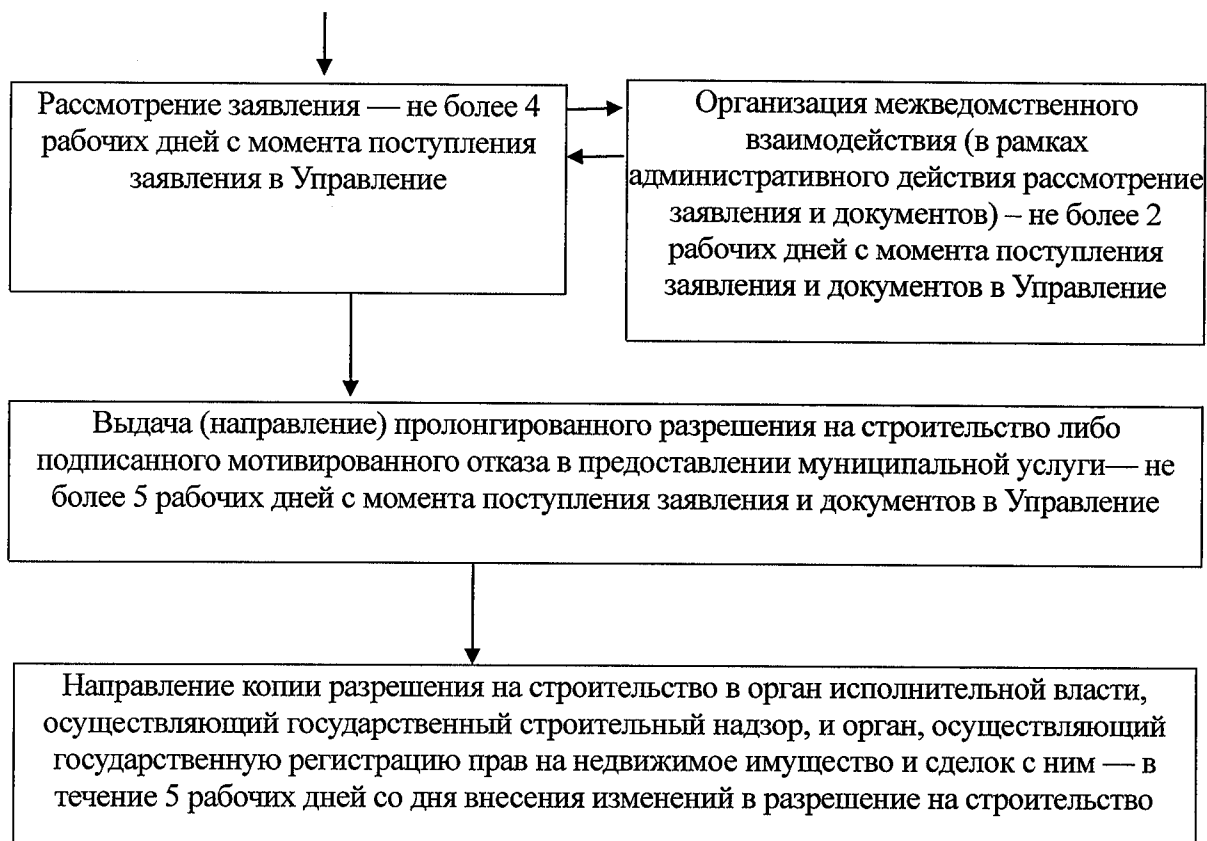 Рассмотрение заявления — не более 4
рабочих дней с момента поступления
заявления в Управление
Организация межведомственного
взаимодействия (в рамках
административного действия рассмотрение
заявления и документов) – не более 2
рабочих дней с момента поступления
заявления и документов в Управление
Выдача (направление) пролонгированного разрешения на строительство либо
подписанного мотивированного отказа в предоставлении муниципальной услуги— не
более 5 рабочих дней с момента поступления заявления и документов в Управление
Направление копии разрешения на строительство в орган исполнительной власти,
осуществляющий государственный строительный надзор, и орган, осуществляющий
государственную регистрацию прав на недвижимое имущество и сделок с ним — в
течение 5 рабочих дней со дня внесения изменений в разрешение на строительство